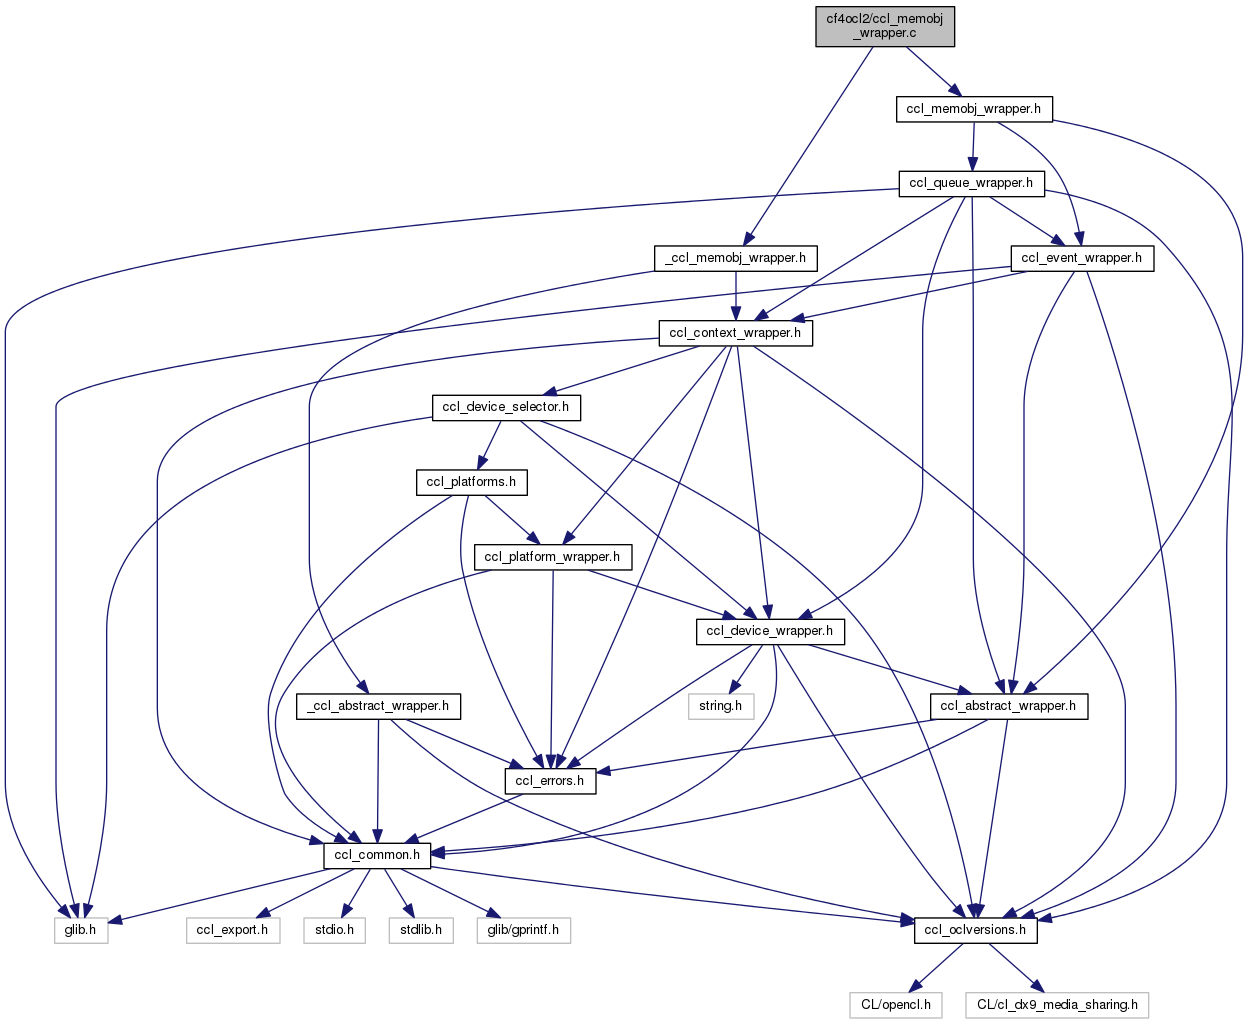 cf4ocl2/ccl_memobj
_wrapper.c
ccl_memobj_wrapper.h
ccl_queue_wrapper.h
_ccl_memobj_wrapper.h
ccl_event_wrapper.h
ccl_context_wrapper.h
ccl_device_selector.h
ccl_platforms.h
ccl_platform_wrapper.h
ccl_device_wrapper.h
_ccl_abstract_wrapper.h
string.h
ccl_abstract_wrapper.h
ccl_errors.h
ccl_common.h
glib.h
ccl_export.h
stdio.h
stdlib.h
glib/gprintf.h
ccl_oclversions.h
CL/opencl.h
CL/cl_dx9_media_sharing.h